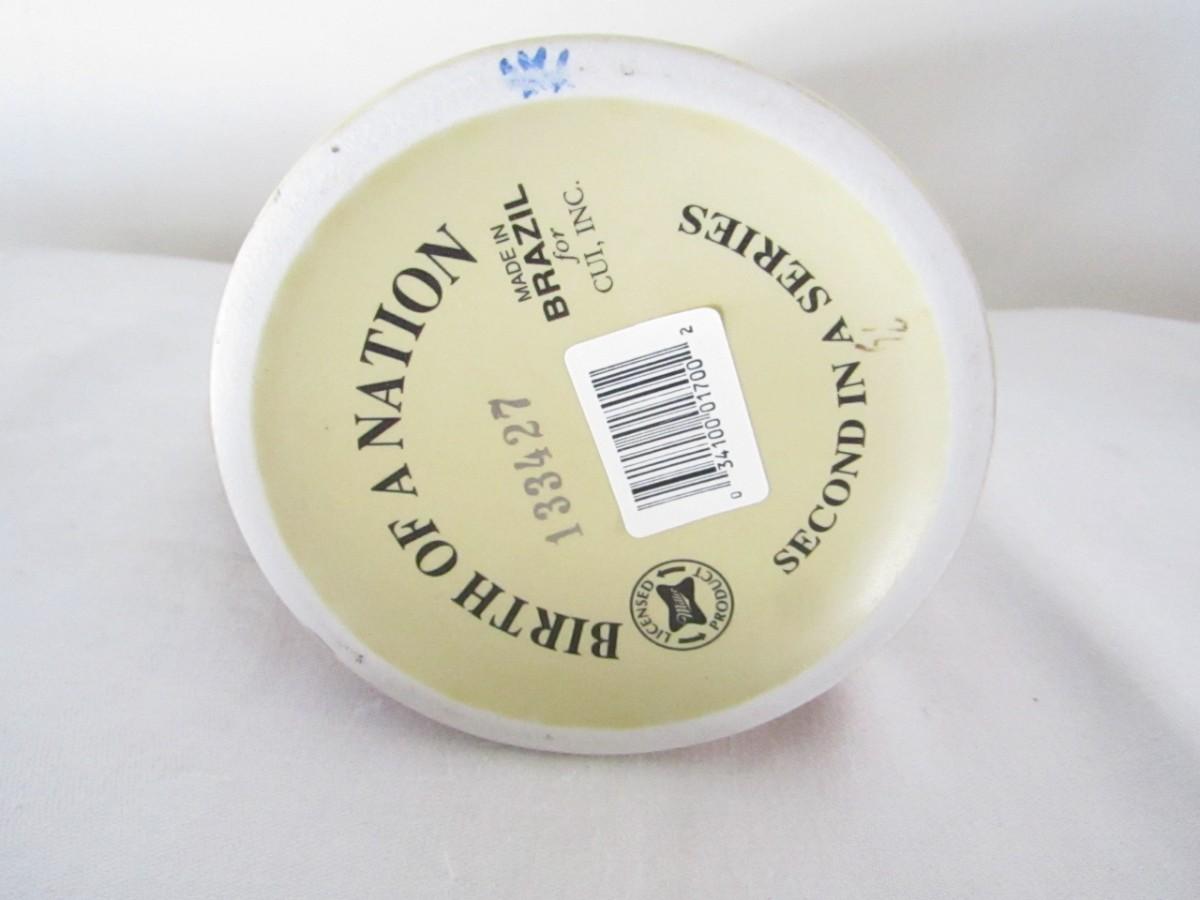 BIRTH OF A NATION
MADE IN
BRAZIL
for
CUI, INC.
133427
0 34100 01700 2
LICENSED
Miller
PRODUCT
SECOND IN A SERIES